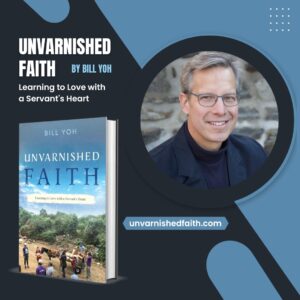 UNVARNISHED
FAITH
BY BILL YOH
Learning to Love with
a Servant's Heart
BILL YOH
UNVARNISHED
FAITH
Learning to Love with a Servant's Heart
unvarnishedfaith.com